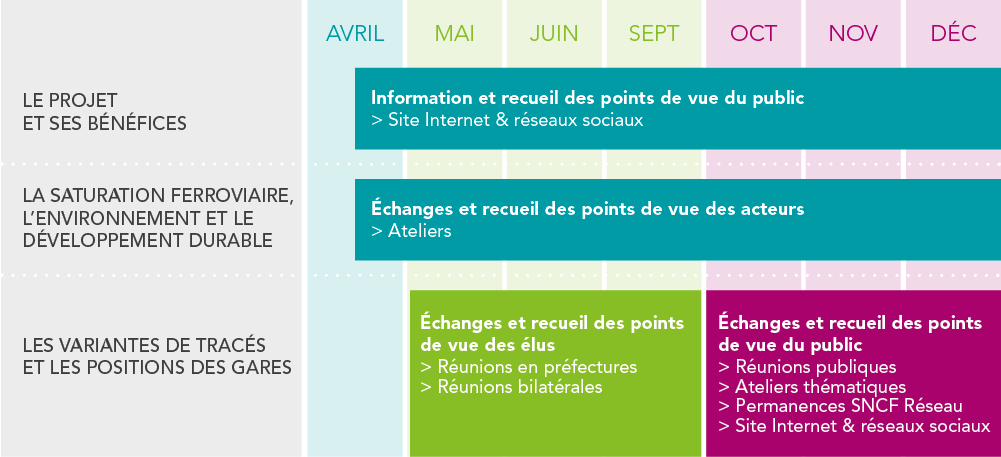 AVRIL MAI JUIN SEPT OCT NOV DÉC
LE PROJET
ET SES BÉNÉFICES
Information et recueil des points de vue du public
> Site Internet & réseaux sociaux
LA SATURATION FERROVIAIRE,
L’ENVIRONNEMENT ET LE
DÉVELOPPEMENT DURABLE
Échanges et recueil des points de vue des acteurs
> Ateliers
LES VARIANTES DE TRACÉS
ET LES POSITIONS DES GARES
Échanges et recueil des points
de vue des élus
> Réunions en préfectures
> Réunions bilatérales
Échanges et recueil des points
de vue du public
> Réunions publiques
> Ateliers thématiques
> Permanences SNCF Réseau
> Site Internet & réseaux sociaux